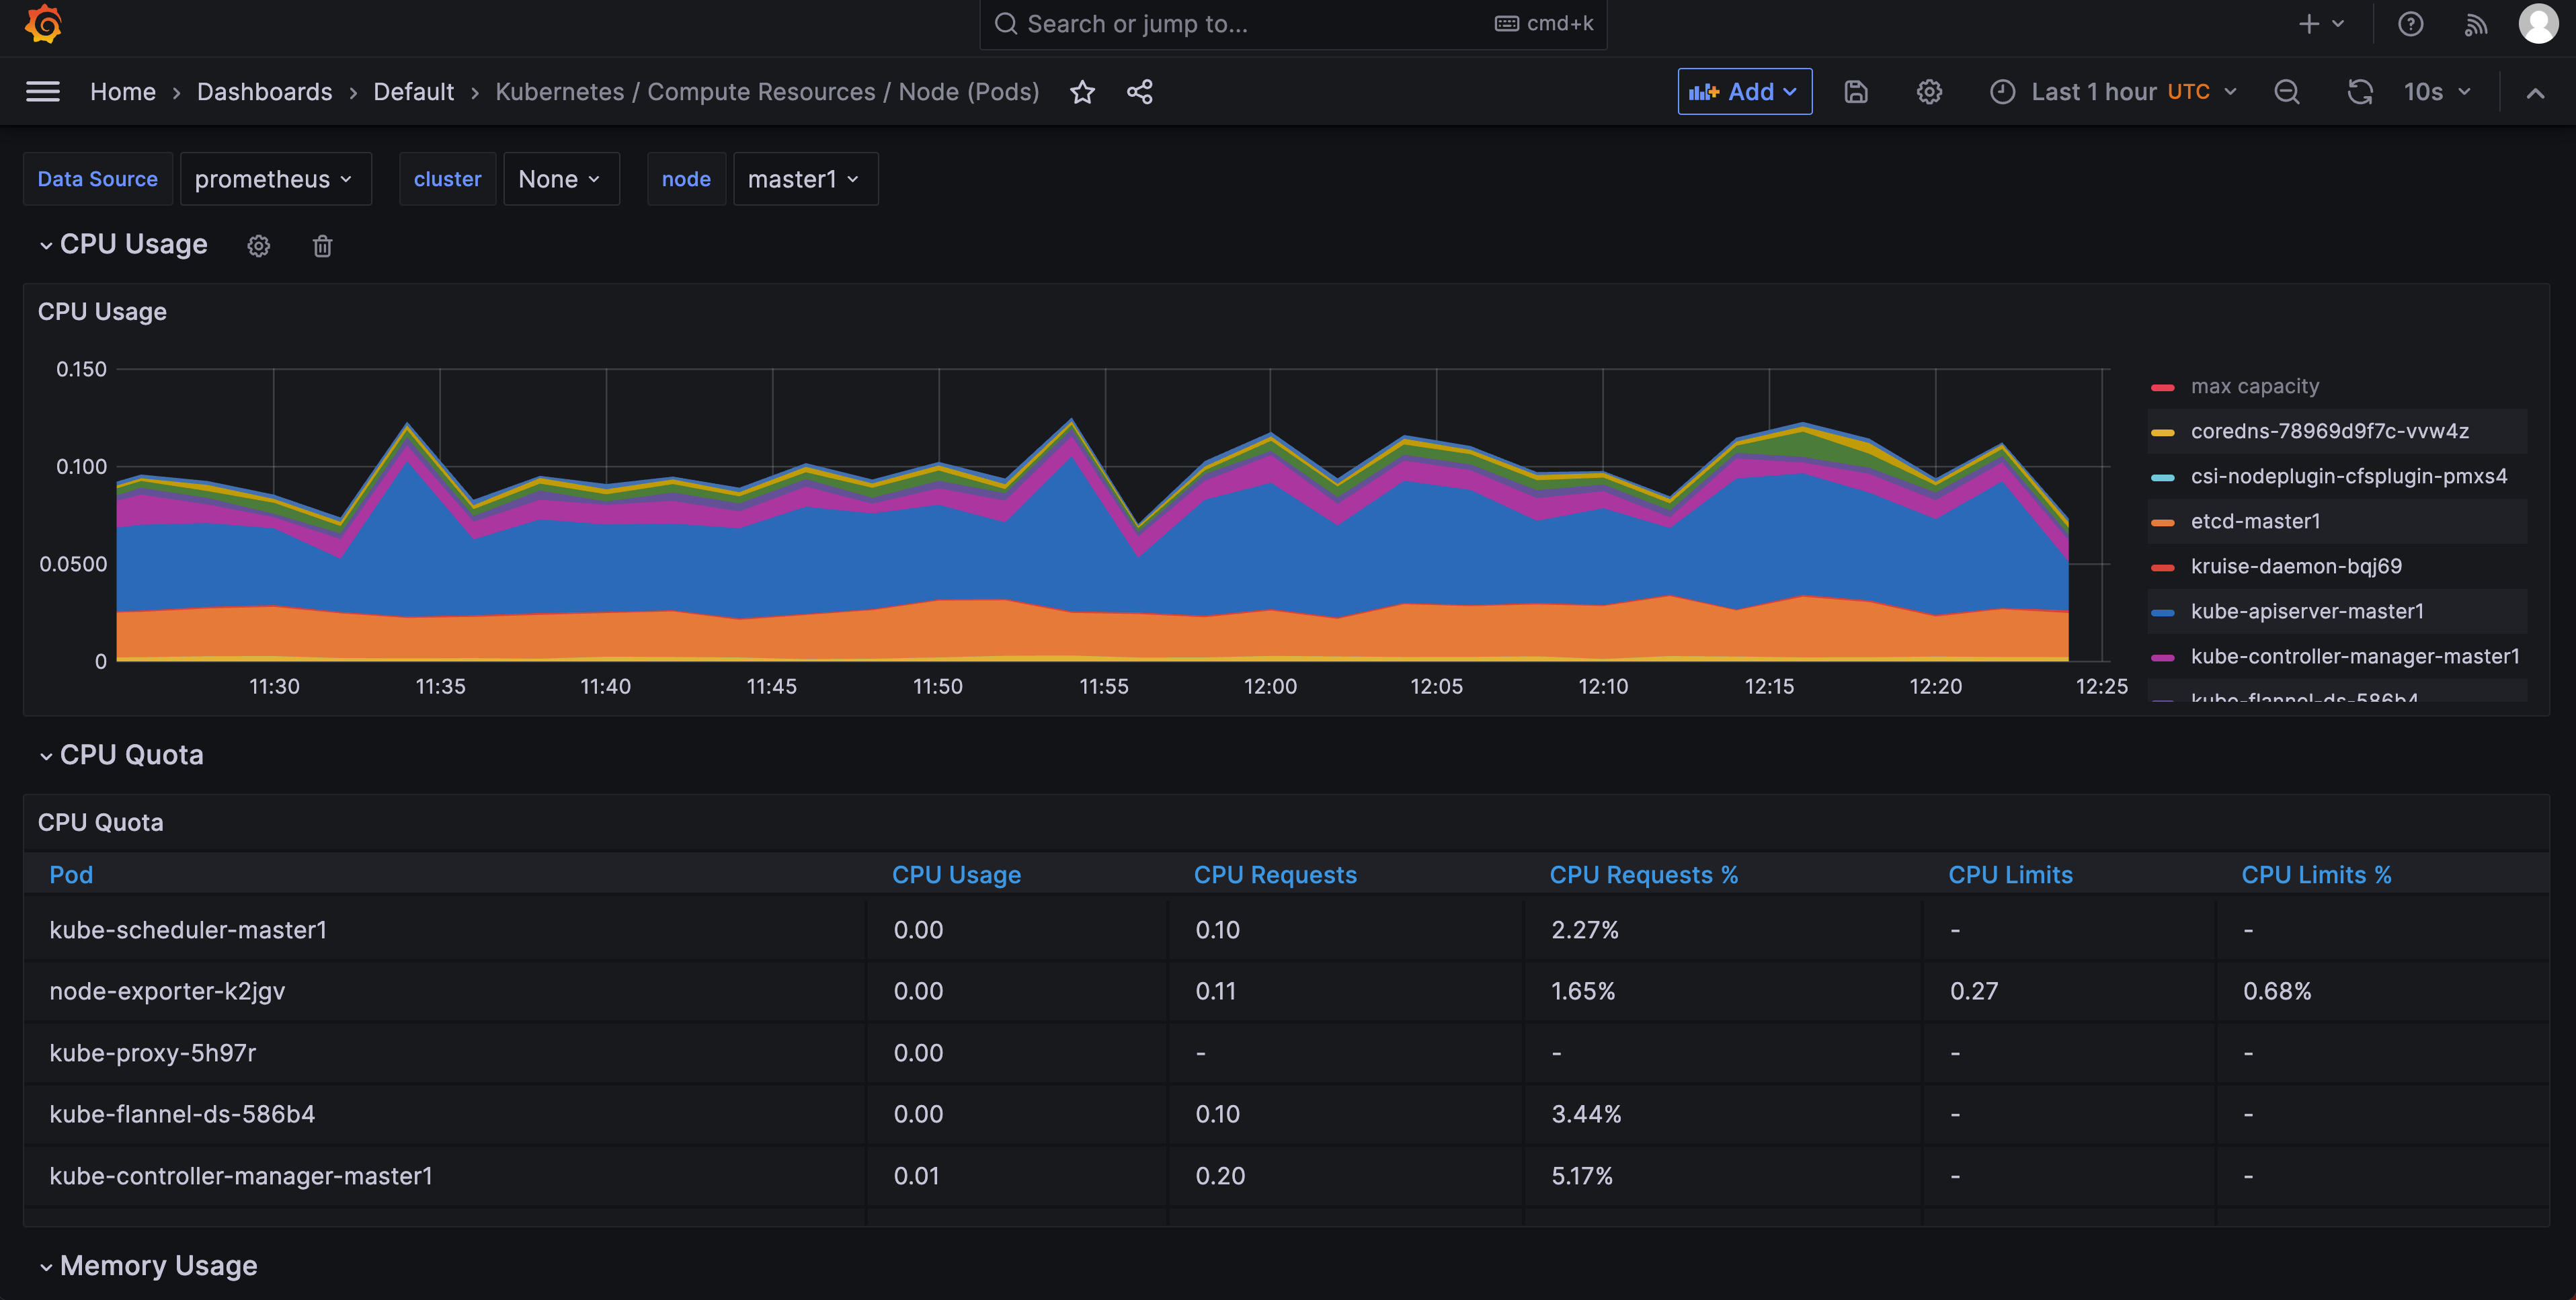 Search or jump to... cmd+k
Home › Dashboards › Default › Kubernetes / Compute Resources / Node (Pods) Add Last 1 hour UTC 10s
Data Source prometheus cluster None node master1
CPU Usage
CPU Usage
0.150
0.100
0.0500
0
11:30 11:35 11:40 11:45 11:50 11:55 12:00 12:05 12:10 12:15 12:20 12:25
max capacity
coredns-78969d9f7c-vvw4z
csi-nodeplugin-cfsplugin-pmxs4
etcd-master1
kruise-daemon-bqj69
kube-apiserver-master1
kube-controller-manager-master1
kube-flannel-ds-586b4
CPU Quota
CPU Quota
Pod CPU Usage CPU Requests CPU Requests % CPU Limits CPU Limits %
kube-scheduler-master1 0.00 0.10 2.27% - -
node-exporter-k2jgv 0.00 0.11 1.65% 0.27 0.68%
kube-proxy-5h97r 0.00 - - - -
kube-flannel-ds-586b4 0.00 0.10 3.44% - -
kube-controller-manager-master1 0.01 0.20 5.17% - -
Memory Usage